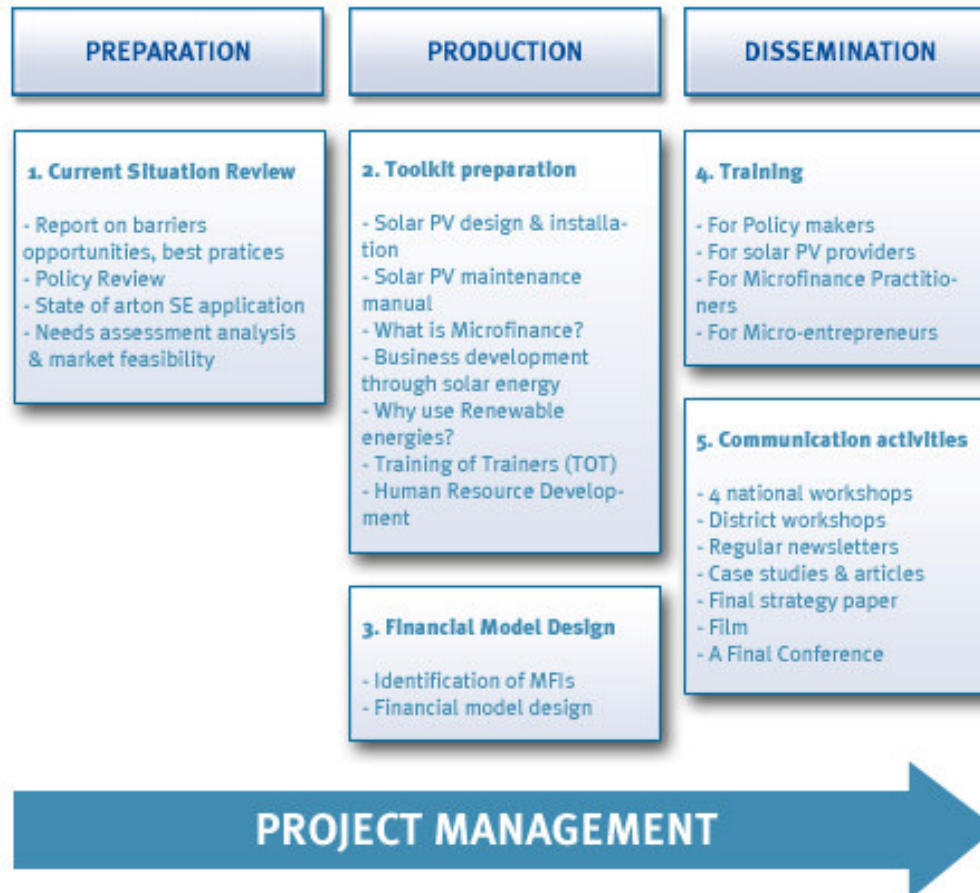 PREPARATION
1. Current Situation Review
- Report on barriers
opportunities, best pratices
- Policy Review
- State of arton SE application
- Needs assessment analysis
& market feasibility
PRODUCTION
2. Toolkit preparation
- Solar PV design & installa-
tion
- Solar PV maintenance
manual
- What is Microfinance?
- Business development
through solar energy
- Why use Renewable
energies?
- Training of Trainers (TOT)
- Human Resource Develop-
ment
3. Financial Model Design
- Identification of MFIs
- Financial model design
DISSEMINATION
4. Training
- For Policy makers
- For solar PV providers
- For Microfinance Practitio-
ners
- For Micro-entrepreneurs
5. Communication activities
- 4 national workshops
- District workshops
- Regular newsletters
- Case studies & articles
- Final strategy paper
- Film
- A Final Conference
PROJECT MANAGEMENT